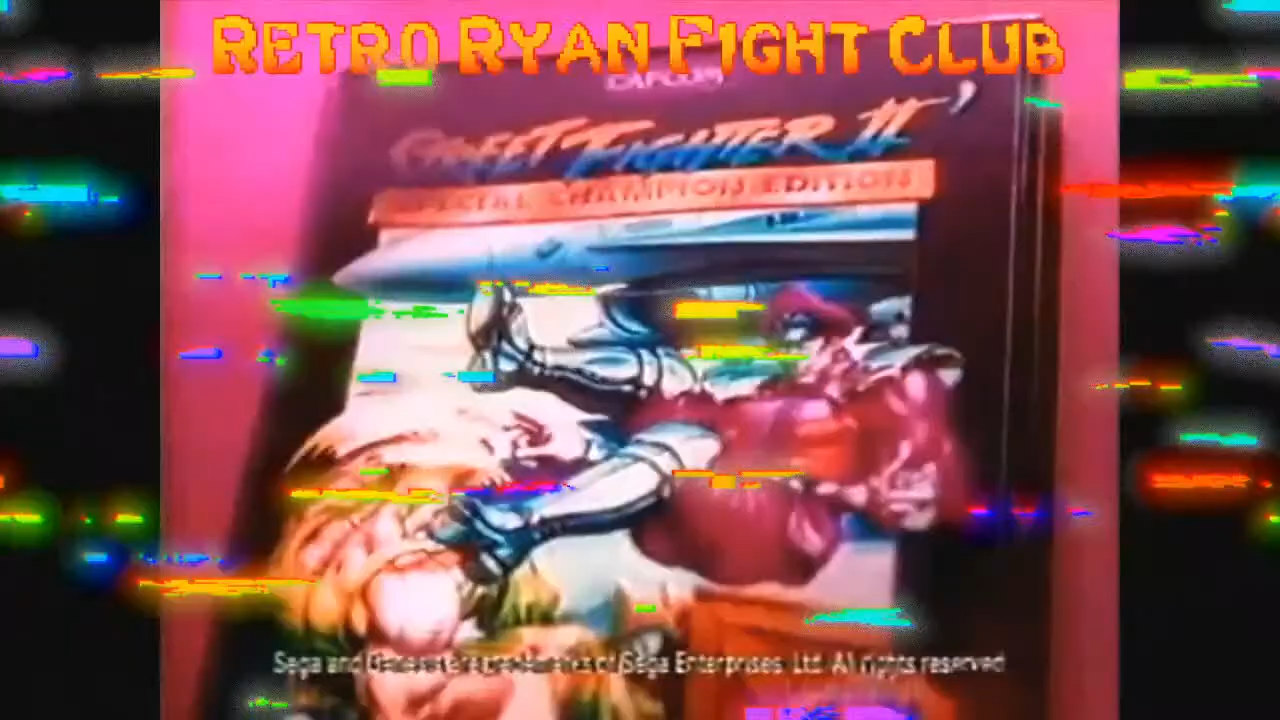 RETRO RYAN FIGHT CLUB
CAPCOM
STREET FIGHTER II'
SPECIAL CHAMPION EDITION
Sega and Genesis are trademarks of Sega Enterprises, Ltd. All rights reserved